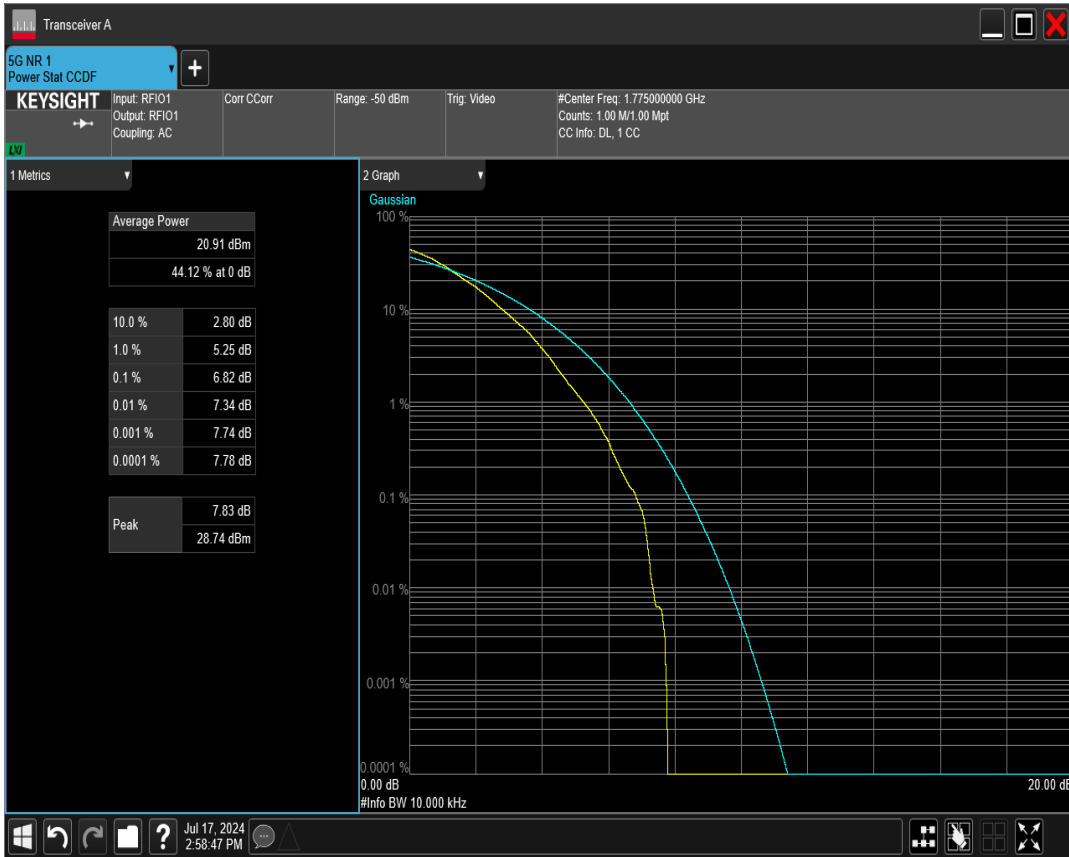 Transceiver A
5G NR 1
Power Stat CCDF
+
KEYSIGHT
LXI
Input: RFIO1
Output: RFIO1
Coupling: AC
Corr CCorr
Range: -50 dBm
Trig: Video
#Center Freq: 1.775000000 GHz
Counts: 1.00 M/1.00 Mpt
CC Info: DL, 1 CC
1 Metrics
Average Power
20.91 dBm
44.12 % at 0 dB
10.0 % 2.80 dB
1.0 % 5.25 dB
0.1 % 6.82 dB
0.01 % 7.34 dB
0.001 % 7.74 dB
0.0001 % 7.78 dB
Peak 7.83 dB
28.74 dBm
2 Graph
Gaussian
100 %
10 %
1 %
0.1 %
0.01 %
0.001 %
0.0001 %
0.00 dB 20.00 dB
#Info BW 10.000 kHz
?
Jul 17, 2024
2:58:47 PM